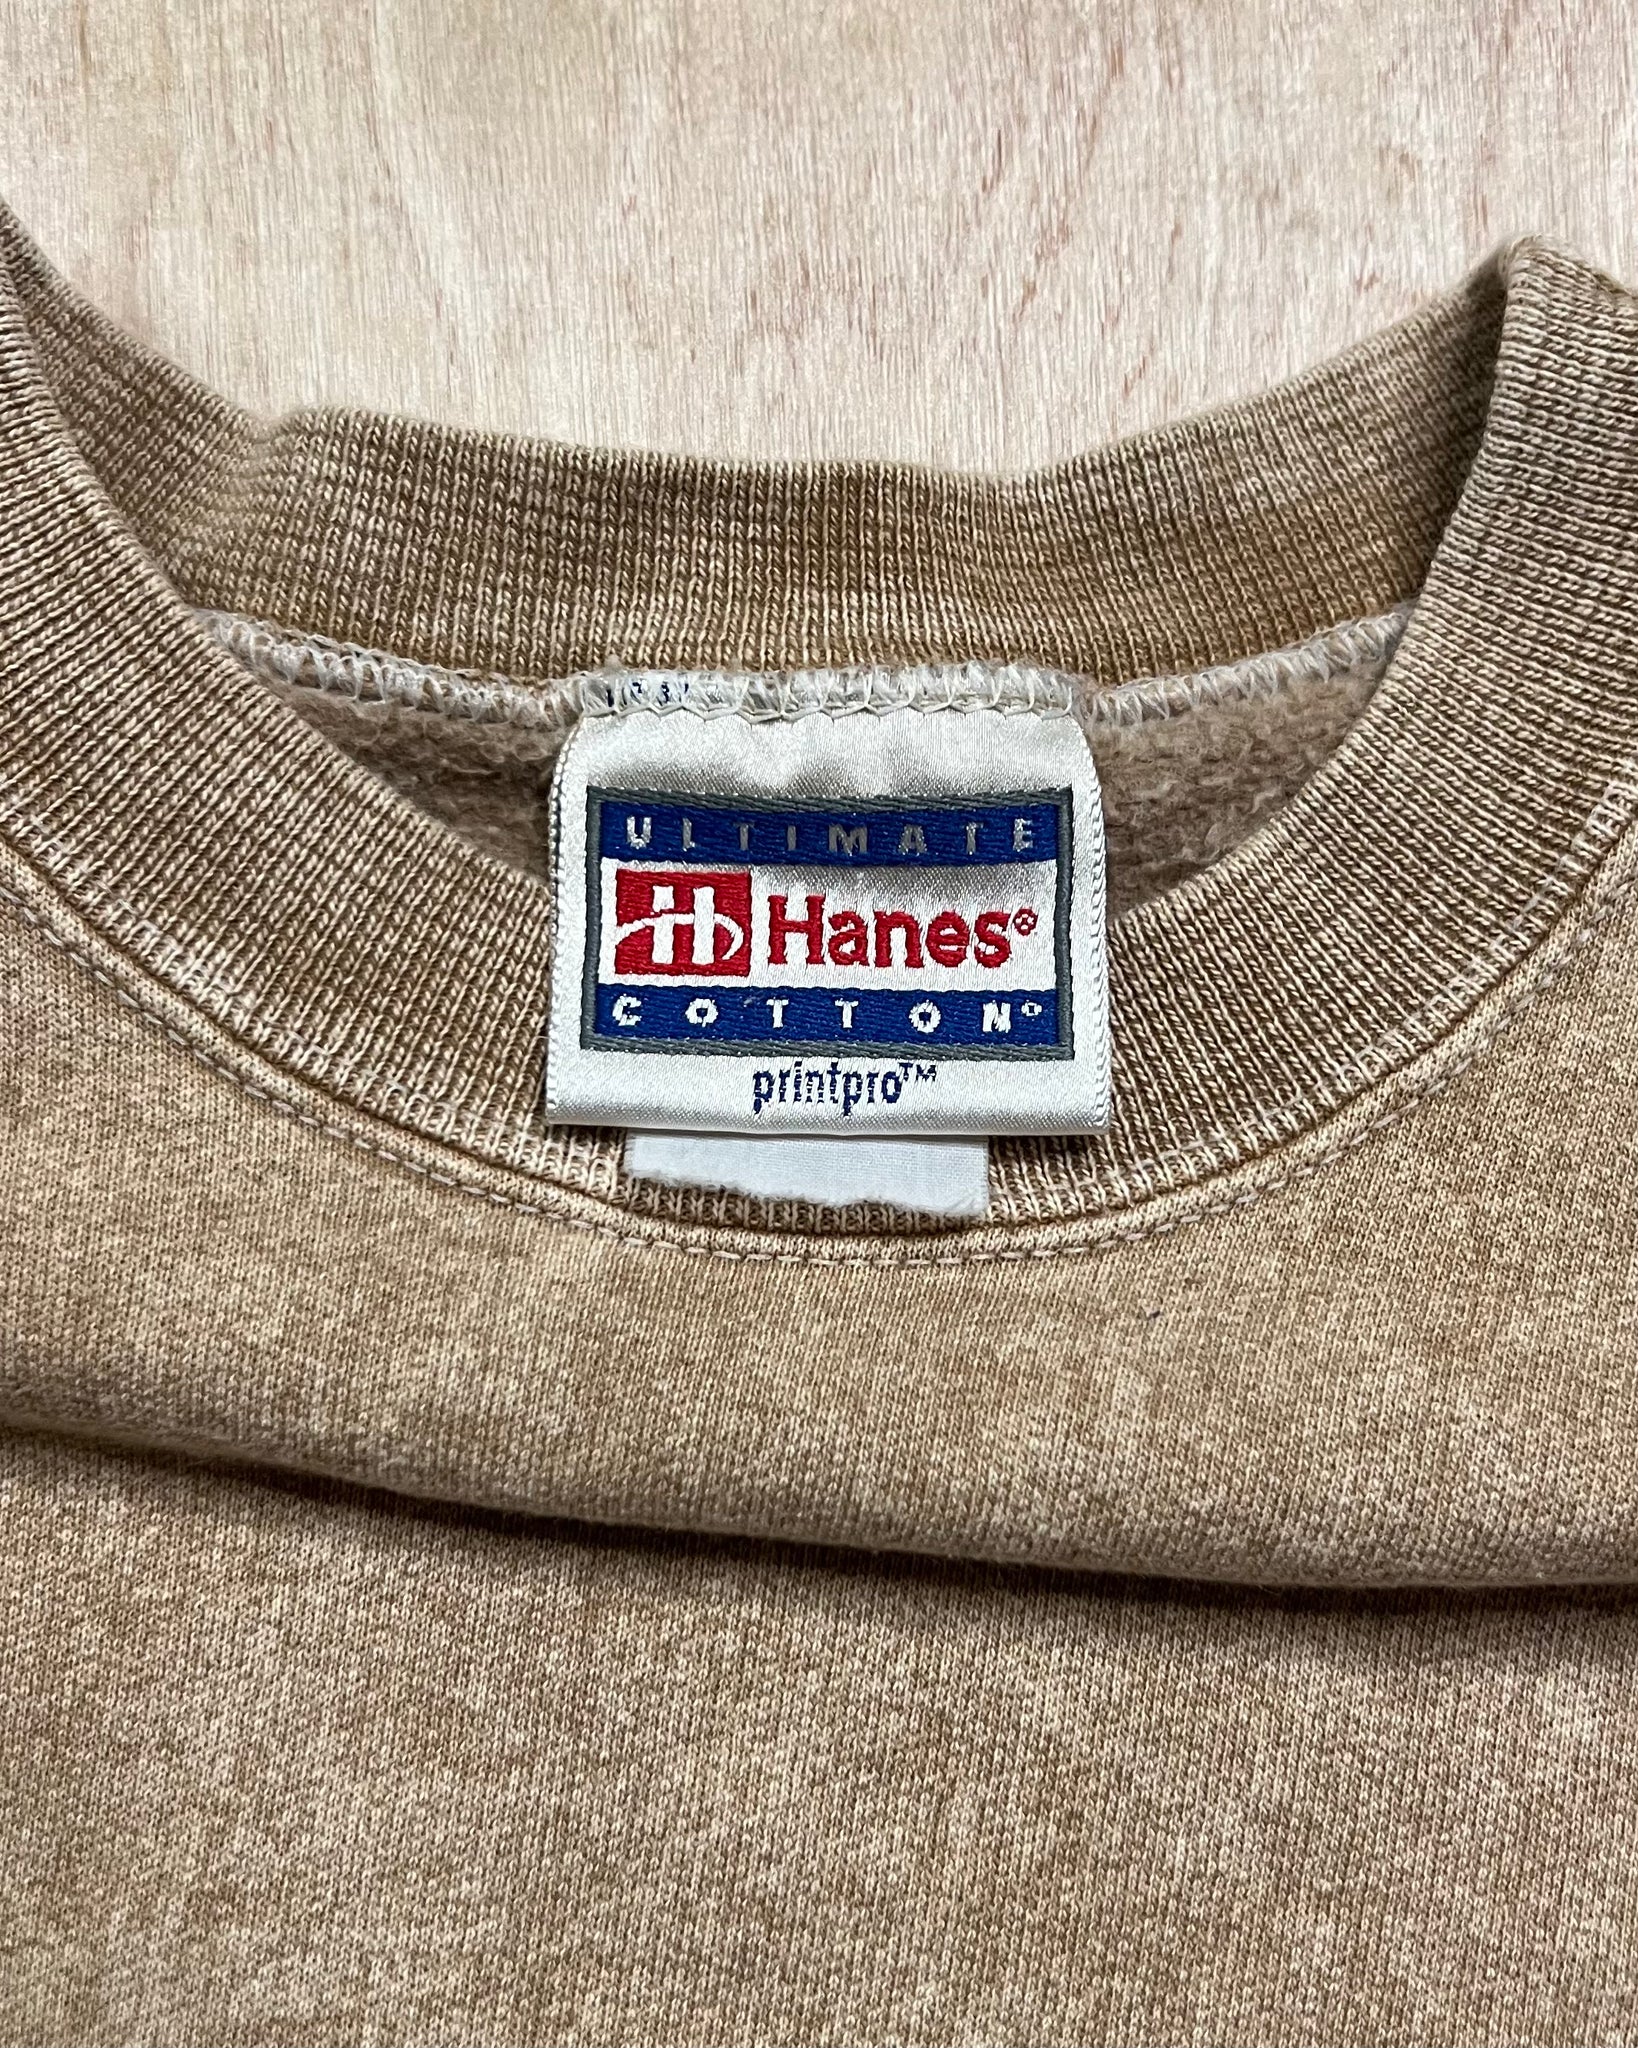 ULTIMATE
Hanes®
COTTON®
printpro™